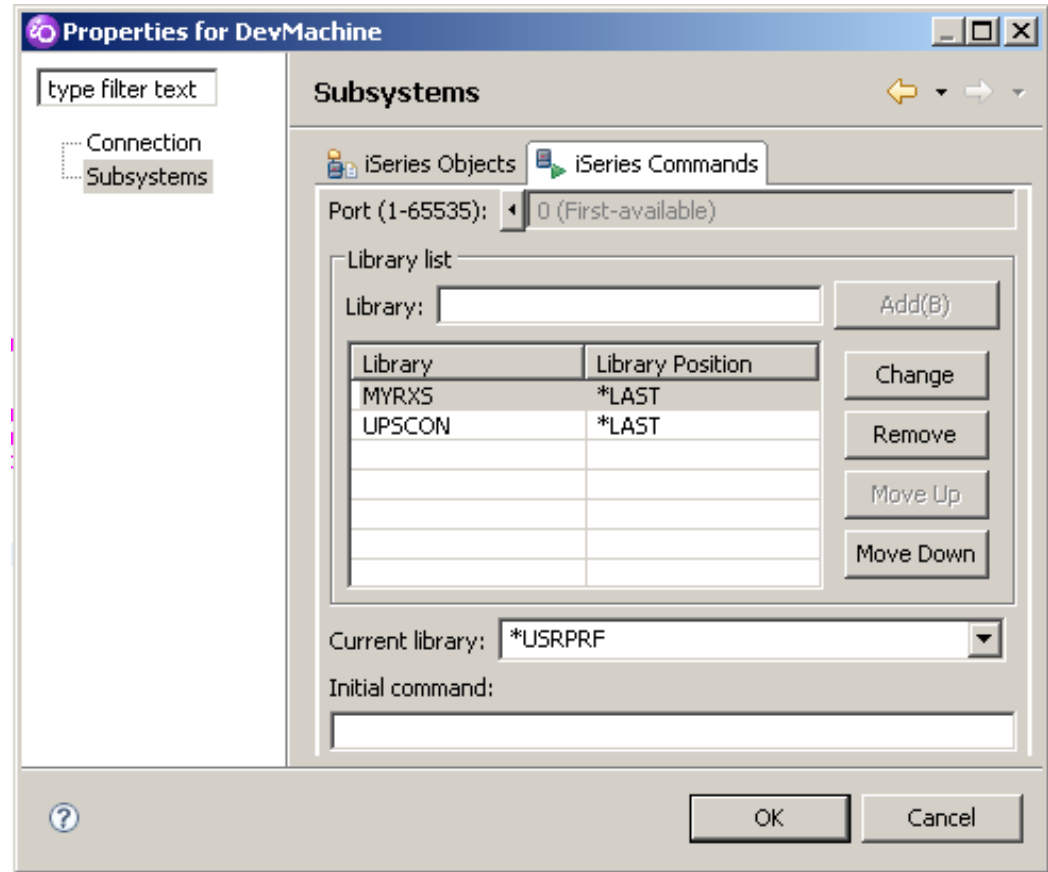 Properties for DevMachine
type filter text
Connection
Subsystems
Subsystems
iSeries Objects
iSeries Commands
Port (1-65535):
0 (First-available)
Library list
Library:
Add(B)
Library
Library Position
MYRXS
*LAST
UPSCON
*LAST
Change
Remove
Move Up
Move Down
Current library:
*USRPRF
Initial command:
OK
Cancel